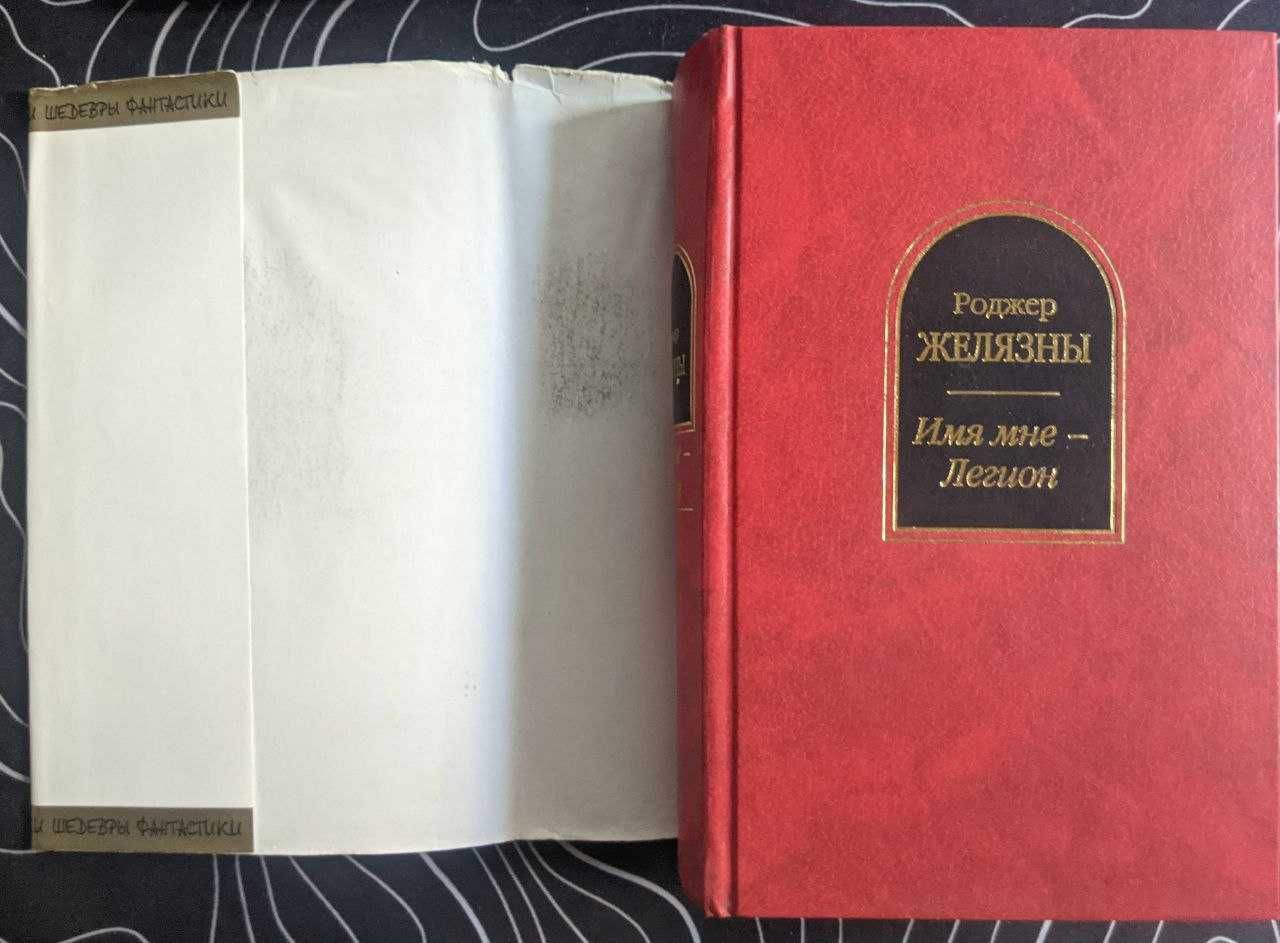 И ШЕДЕВРЫ ФАНТАСТИКИ
И ШЕДЕВРЫ ФАНТАСТИКИ
Роджер
ЖЕЛЯЗНЫ
Имя мне –
Легион